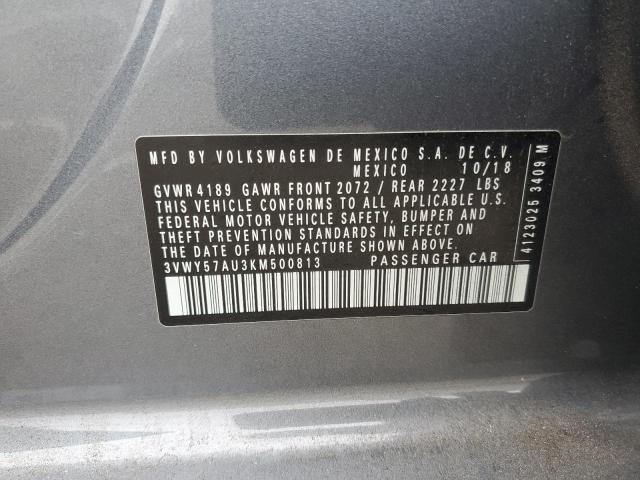 MFD BY VOLKSWAGEN DE MEXICO S.A. DE C.V.
MEXICO 10/18
GVWR 4189 GAWR FRONT 2072 / REAR 2227 LBS
THIS VEHICLE CONFORMS TO ALL APPLICABLE U.S.
FEDERAL MOTOR VEHICLE SAFETY, BUMPER AND
THEFT PREVENTION STANDARDS IN EFFECT ON
THE DATE OF MANUFACTURE SHOWN ABOVE.
3VWY57AU3KM500813 PASSENGER CAR
4123025 3409 M